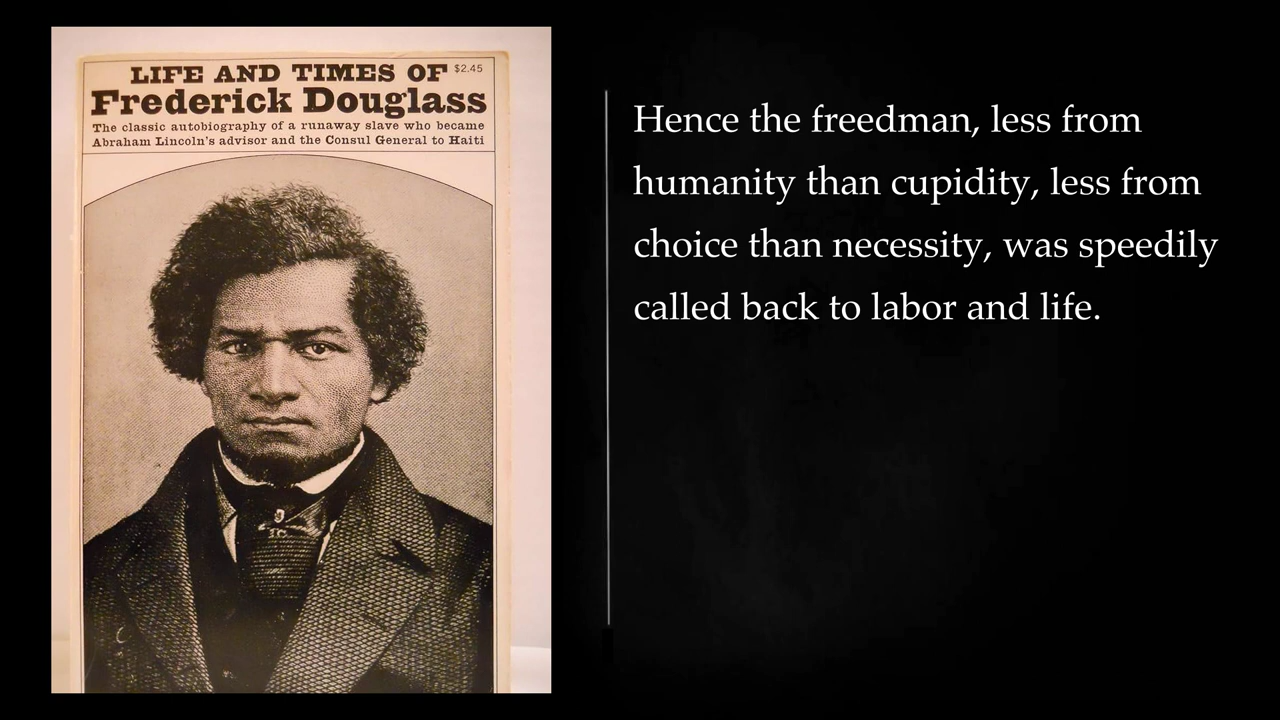 LIFE AND TIMES OF $2.45
Frederick Douglass
The classic autobiography of a runaway slave who became
Abraham Lincoln's advisor and the Consul General to Haiti
Hence the freedman, less from
humanity than cupidity, less from
choice than necessity, was speedily
called back to labor and life.